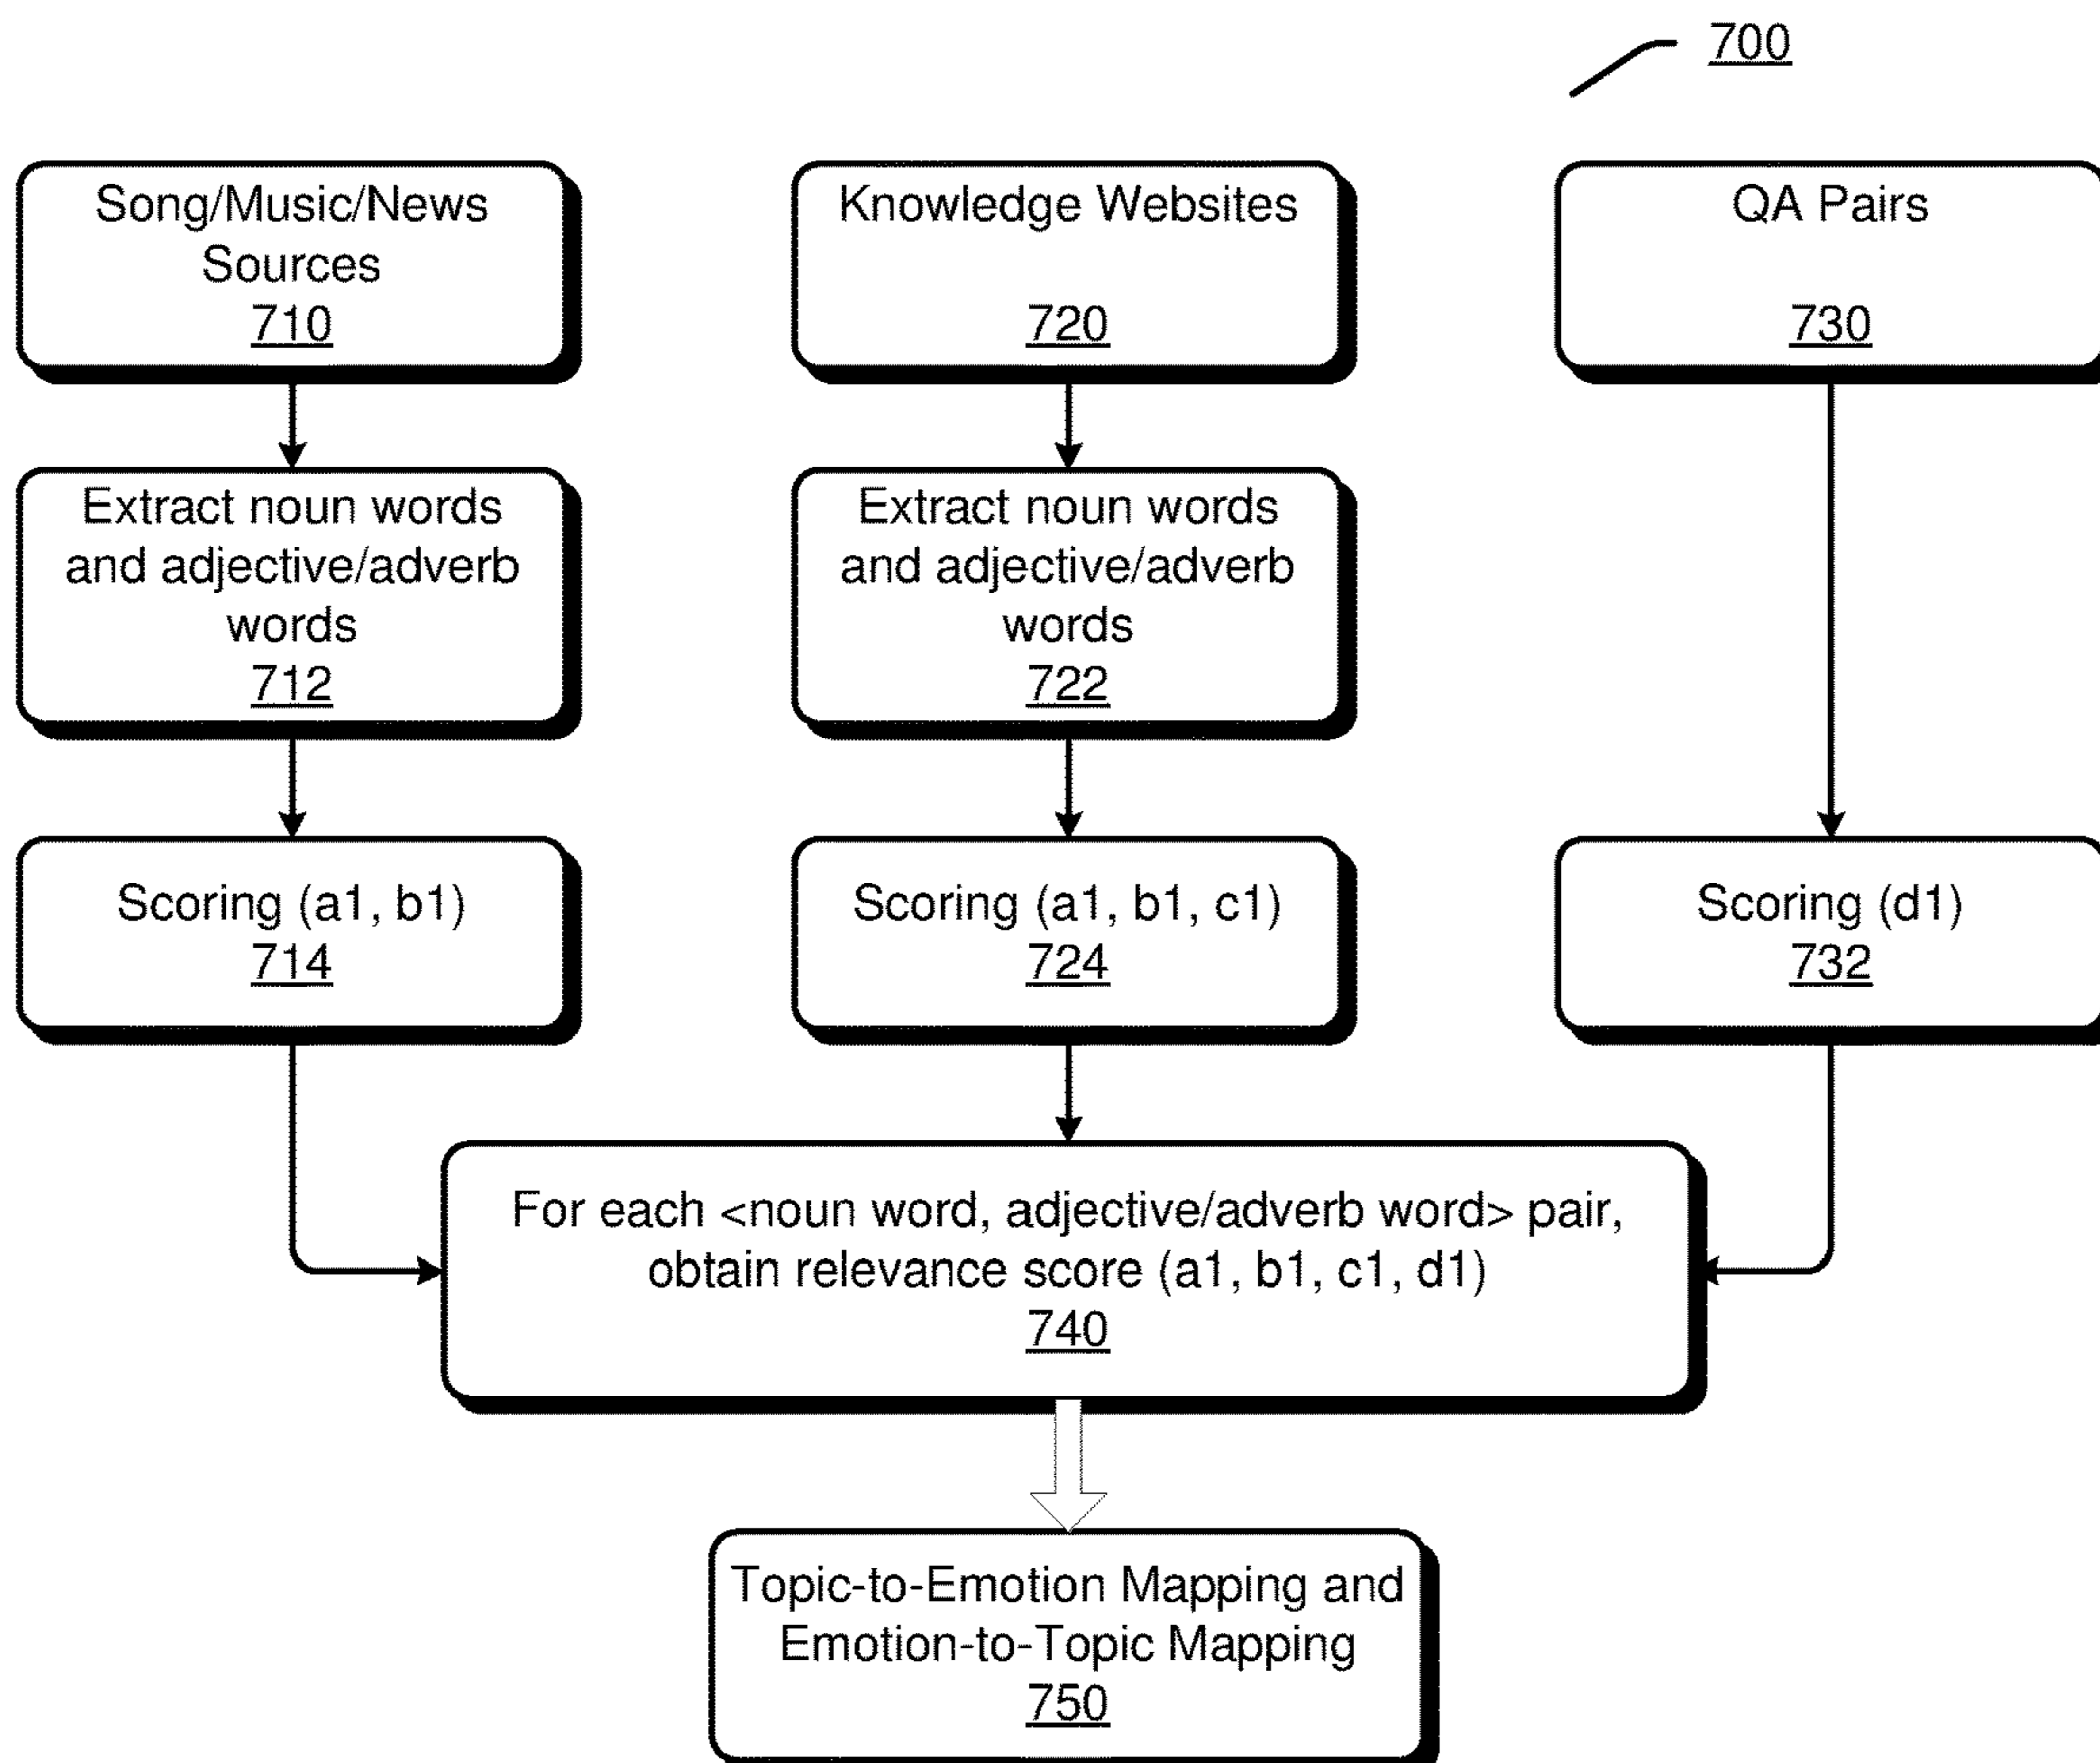 700
Song/Music/News
Sources
710
Knowledge Websites
720
QA Pairs
730
Extract noun words
and adjective/adverb
words
712
Extract noun words
and adjective/adverb
words
722
Scoring (a1, b1)
714
Scoring (a1, b1, c1)
724
Scoring (d1)
732
For each <noun word, adjective/adverb word> pair,
obtain relevance score (a1, b1, c1, d1)
740
Topic-to-Emotion Mapping and
Emotion-to-Topic Mapping
750